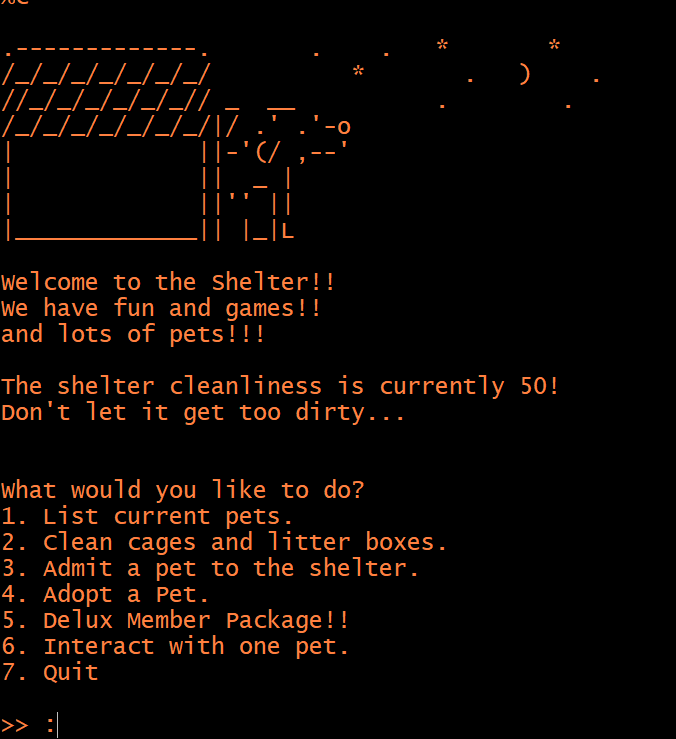 .-------------.        .     .   *       *
/_/_/_/_/_/_/_/          *       .   )    .
//_/_/_/_/_/_// _  __          .        .
/_/_/_/_/_/_/_/|/ .' .'-o
|             ||-'(/ ,--'
|             ||  _ |
|             ||'' ||
|_____________|| |_|L
Welcome to the Shelter!!
We have fun and games!!
and lots of pets!!!
The shelter cleanliness is currently 50!
Don't let it get too dirty...
What would you like to do?
1. List current pets.
2. Clean cages and litter boxes.
3. Admit a pet to the shelter.
4. Adopt a Pet.
5. Delux Member Package!!
6. Interact with one pet.
7. Quit
>> :